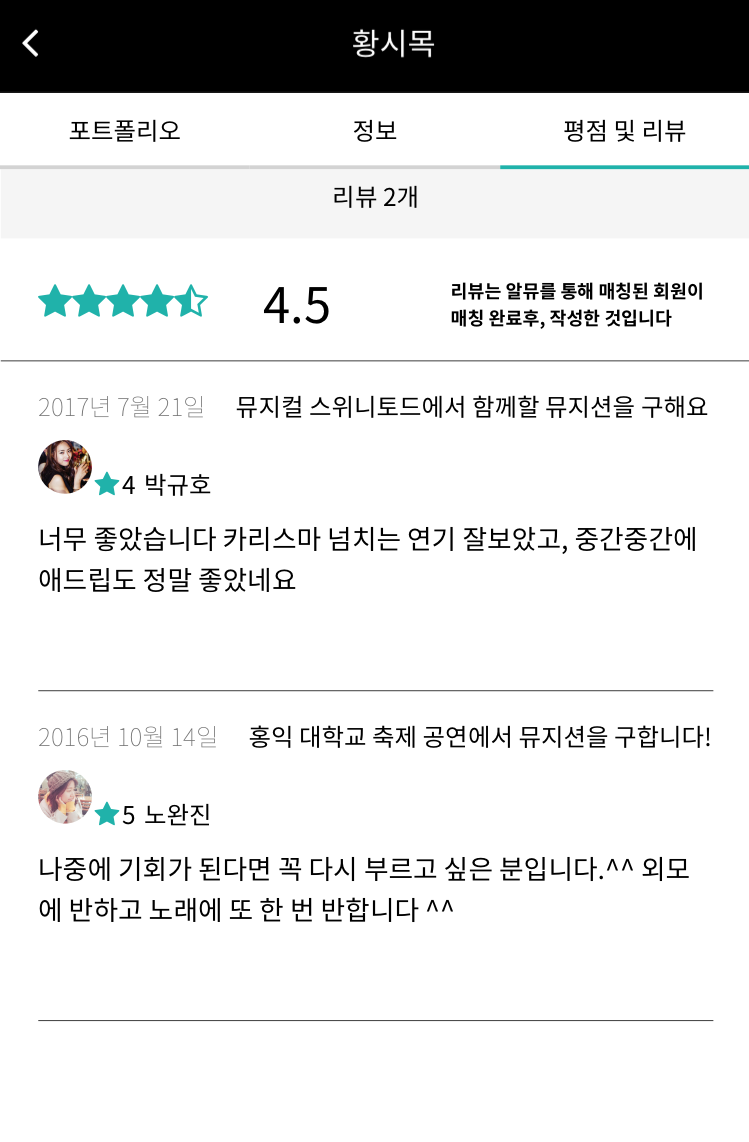 황시목
포트폴리오 정보 평점 및 리뷰
리뷰 2개
4.5
리뷰는 알뮤를 통해 매칭된 회원이
매칭 완료후, 작성한 것입니다
2017년 7월 21일 뮤지컬 스위니토드에서 함께할 뮤지션을 구해요
4 박규호
너무 좋았습니다 카리스마 넘치는 연기 잘보았고, 중간중간에
애드립도 정말 좋았네요
2016년 10월 14일 홍익 대학교 축제 공연에서 뮤지션을 구합니다!
5 노완진
나중에 기회가 된다면 꼭 다시 부르고 싶은 분입니다.^^ 외모
에 반하고 노래에 또 한 번 반합니다 ^^